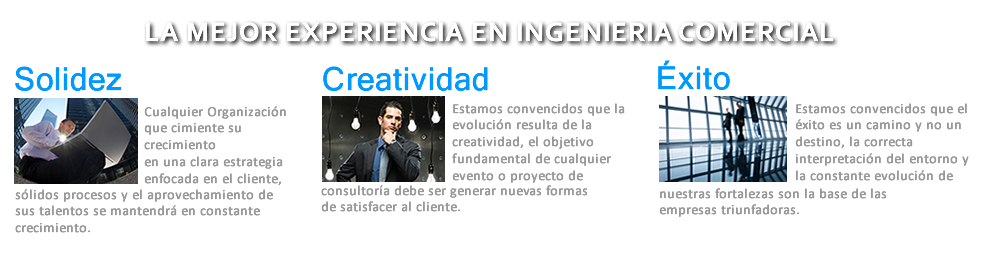 LA MEJOR EXPERIENCIA EN INGENIERIA COMERCIAL
Solidez
Cualquier Organización
que cimiente su
crecimiento
en una clara estrategia
enfocada en el cliente,
sólidos procesos y el aprovechamiento de
sus talentos se mantendrá en constante
crecimiento.
Creatividad
Estamos convencidos que la
evolución resulta de la
creatividad, el objetivo
fundamental de cualquier
evento o proyecto de
consultoría debe ser generar nuevas formas
de satisfacer al cliente.
Éxito
Estamos convencidos que el
éxito es un camino y no un
destino, la correcta
interpretación del entorno y
la constante evolución de
nuestras fortalezas son la base de las
empresas triunfadoras.